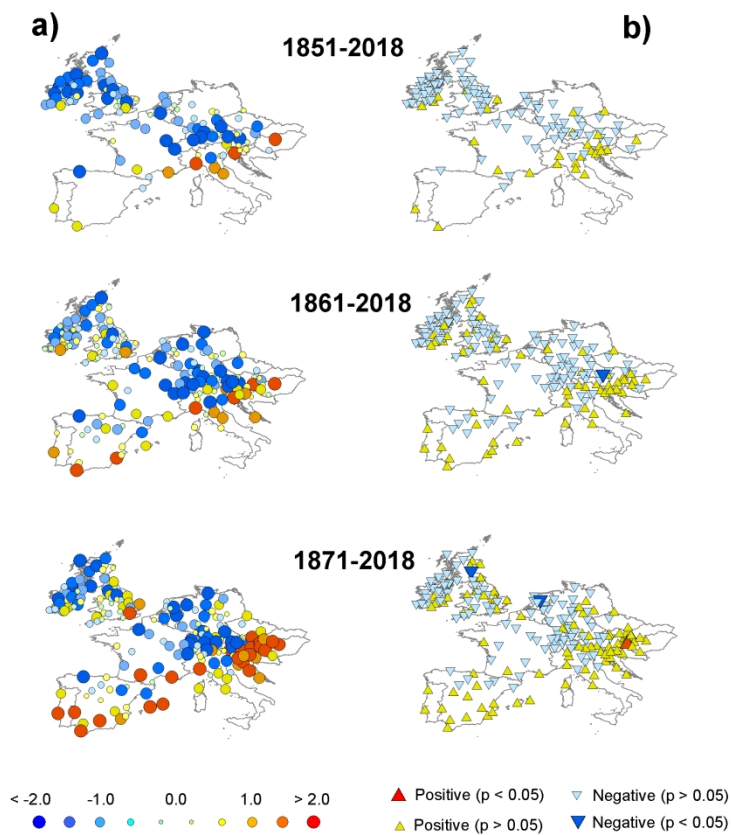 a)
1851-2018
b)
1861-2018
1871-2018
< -2.0 -1.0 0.0 1.0 > 2.0
Positive (p < 0.05) Negative (p > 0.05)
Positive (p > 0.05) Negative (p < 0.05)